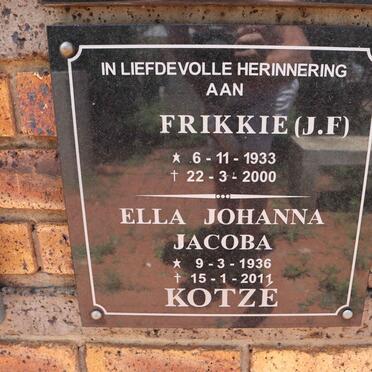 IN LIEFDEVOLLE HERINNERING
AAN
FRIKKIE (J.F)
★ 6 - 11 - 1933
† 22 - 3 - 2000
ELLA JOHANNA
JACOBA
★ 9 - 3 - 1936
† 15 - 1 - 2011
KOTZÉ